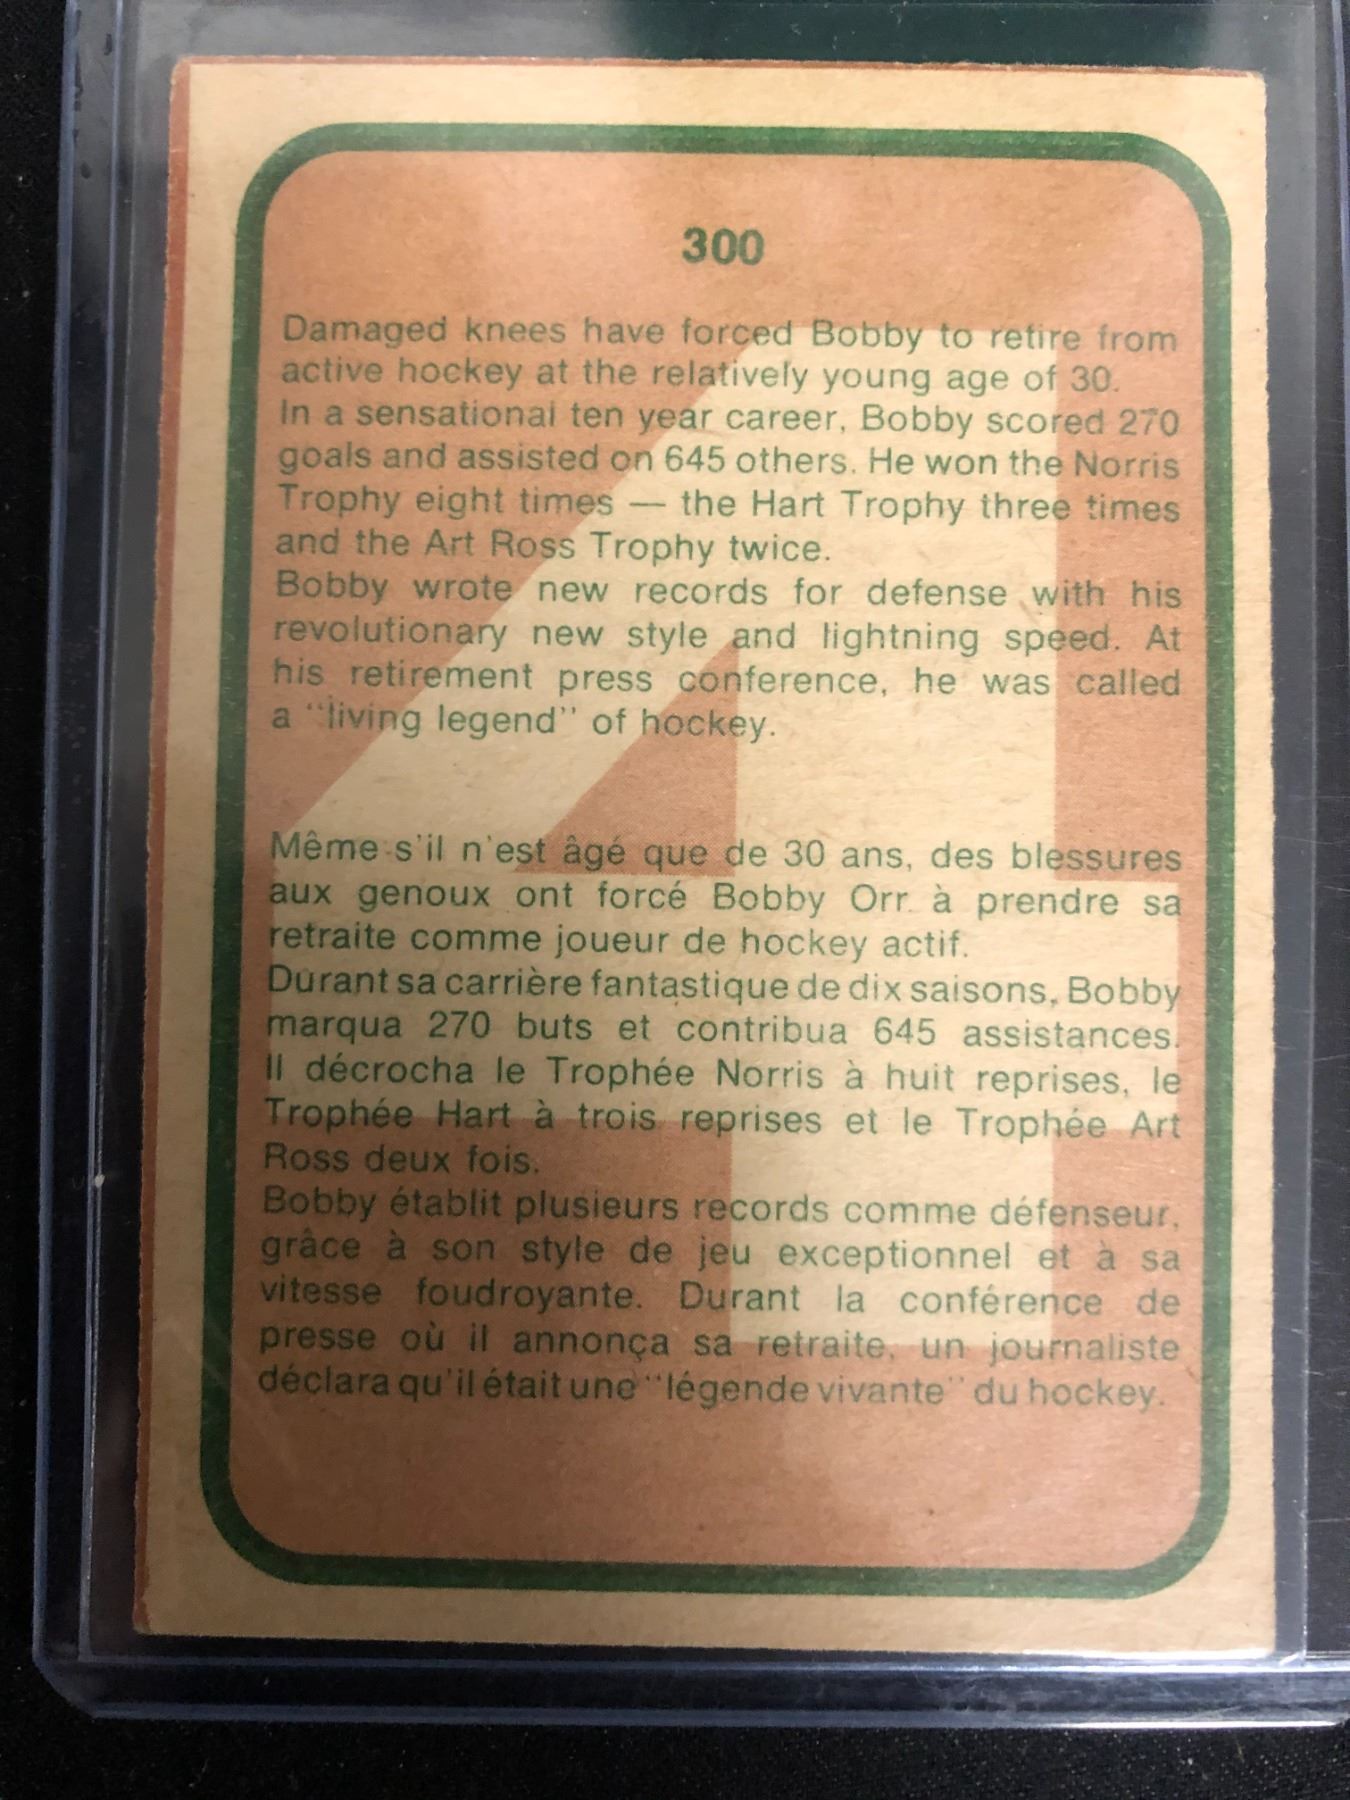 300
Damaged knees have forced Bobby to retire from
active hockey at the relatively young age of 30.
In a sensational ten year career, Bobby scored 270
goals and assisted on 645 others. He won the Norris
Trophy eight times — the Hart Trophy three times
and the Art Ross Trophy twice.
Bobby wrote new records for defense with his
revolutionary new style and lightning speed. At
his retirement press conference, he was called
a "living legend" of hockey.
Même s'il n'est âgé que de 30 ans, des blessures
aux genoux ont forcé Bobby Orr à prendre sa
retraite comme joueur de hockey actif.
Durant sa carrière fantastique de dix saisons, Bobby
marqua 270 buts et contribua 645 assistances.
Il décrocha le Trophée Norris à huit reprises, le
Trophée Hart à trois reprises et le Trophée Art
Ross deux fois.
Bobby établit plusieurs records comme défenseur,
grâce à son style de jeu exceptionnel et à sa
vitesse foudroyante. Durant la conférence de
presse où il annonça sa retraite, un journaliste
déclara qu'il était une "légende vivante" du hockey.